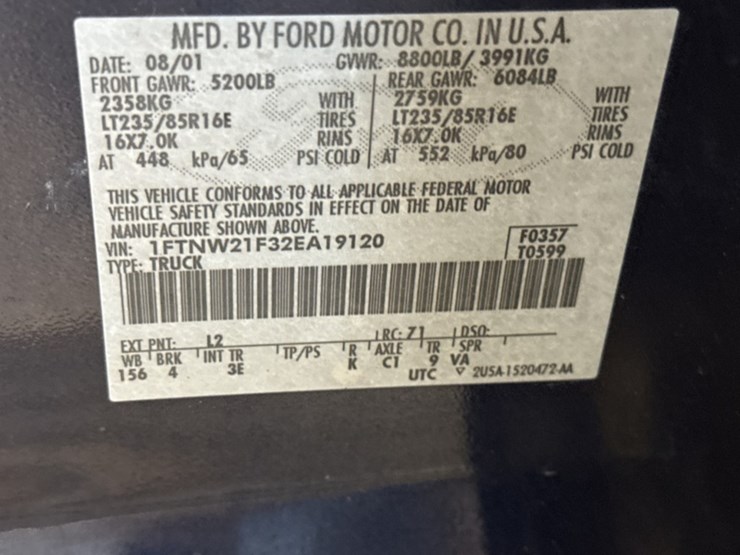 MFD. BY FORD MOTOR CO. IN U.S.A.
DATE: 08/01 GVWR: 8800LB/ 3991KG
FRONT GAWR: 5200LB REAR GAWR: 6084LB
2358KG WITH 2759KG WITH
LT235/85R16E TIRES LT235/85R16E TIRES
16X7.0K RIMS 16X7.0K RIMS
AT 448 kPa/65 PSI COLD AT 552 kPa/80 PSI COLD
THIS VEHICLE CONFORMS TO ALL APPLICABLE FEDERAL MOTOR
VEHICLE SAFETY STANDARDS IN EFFECT ON THE DATE OF
MANUFACTURE SHOWN ABOVE.
VIN: 1FTNW21F32EA19120 F0357
TYPE: TRUCK T0599
EXT PNT: L2 RC: 71 DSO:
WB BRK INT TR TP/PS R AXLE TR SPR
156 4 3E K C1 9 VA
UTC 2U5A-1520472-AA